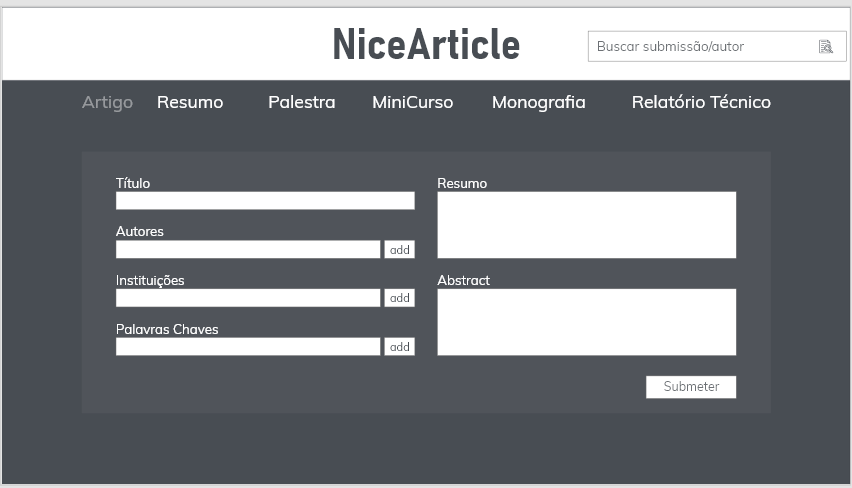 NiceArticle
Buscar submissão/autor
Artigo Resumo Palestra MiniCurso Monografia Relatório Técnico
Título
Autores
add
Instituições
add
Palavras Chaves
add
Resumo
Abstract
Submeter